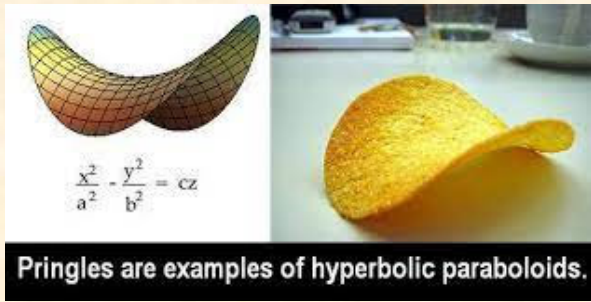 x²/a² - y²/b² = cz
Pringles are examples of hyperbolic paraboloids.